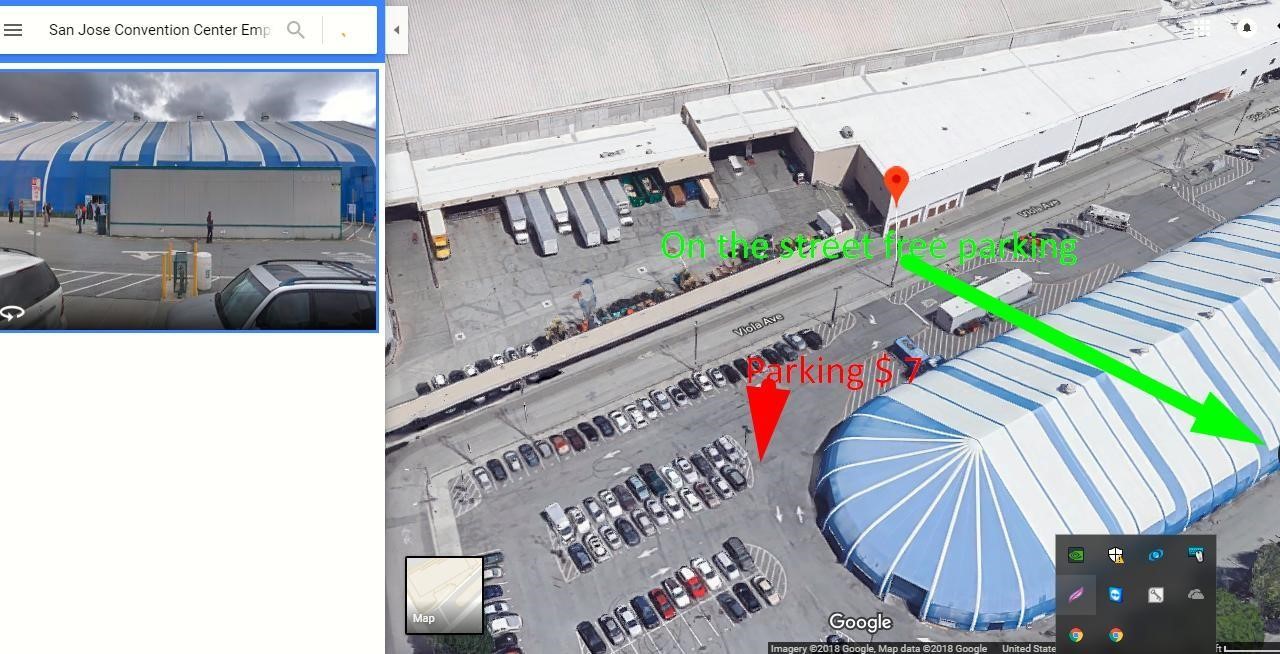 San Jose Convention Center Emp
On the street free parking
Viola Ave
Viola Ave
Parking $ 7
Map
Google
Imagery ©2018 Google, Map data ©2018 Google
United State